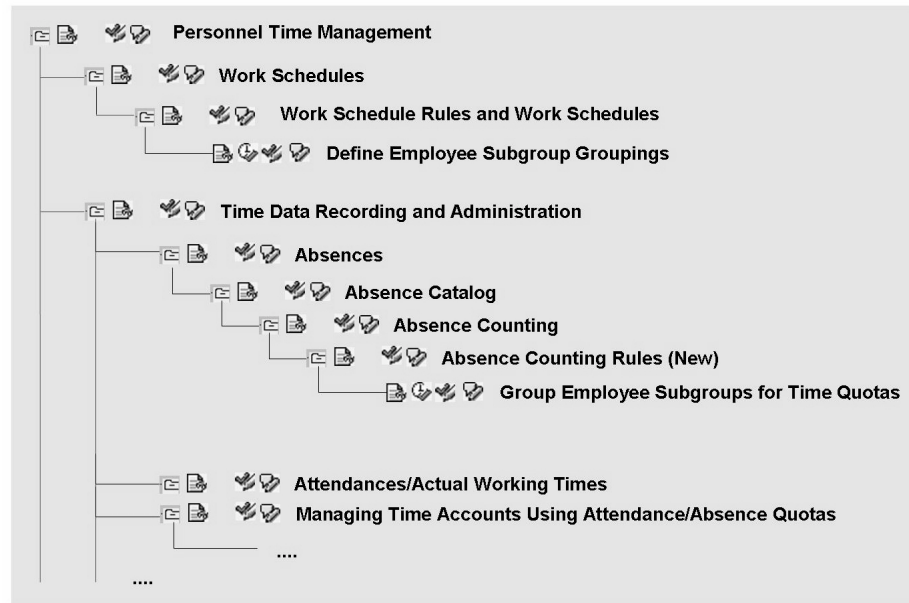 Personnel Time Management
Work Schedules
Work Schedule Rules and Work Schedules
Define Employee Subgroup Groupings
Time Data Recording and Administration
Absences
Absence Catalog
Absence Counting
Absence Counting Rules (New)
Group Employee Subgroups for Time Quotas
Attendances/Actual Working Times
Managing Time Accounts Using Attendance/Absence Quotas
....
....